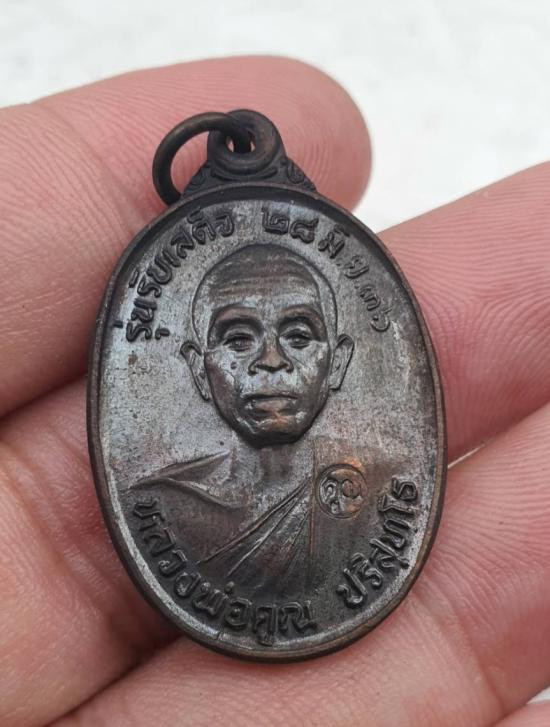 รุ่นรับเสด็จ ๒๘ มิ.ย.๓๖
คูณ
หลวงพ่อคูณ ปริสุทฺโธ